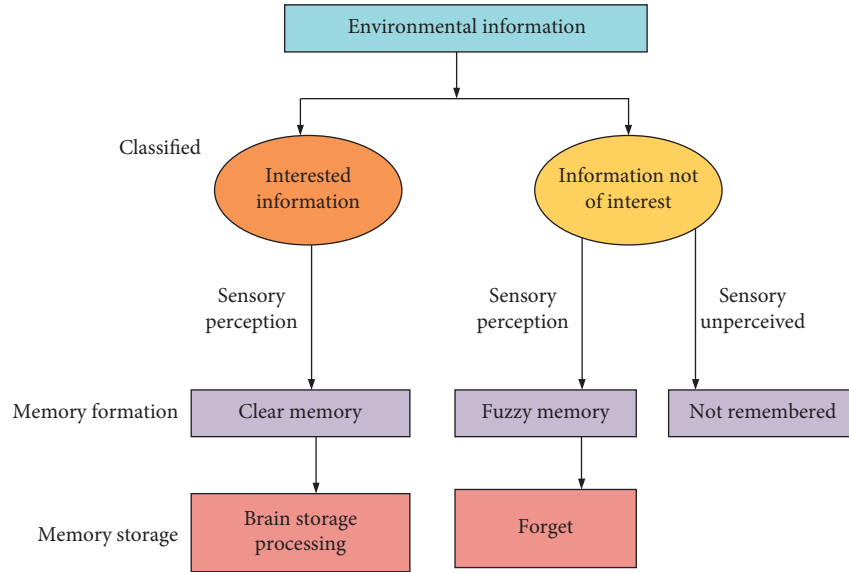 Environmental information
Classified
Interested
information
Information not
of interest
Sensory
perception
Sensory
perception
Sensory
unperceived
Memory formation
Clear memory
Fuzzy memory
Not remembered
Memory storage
Brain storage
processing
Forget